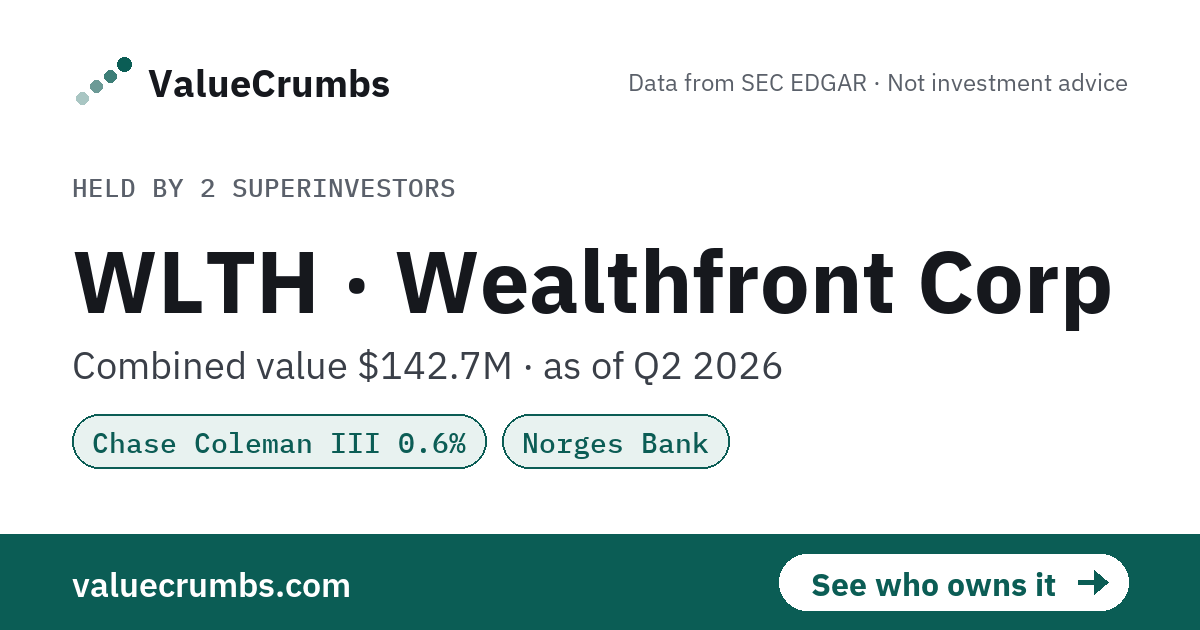 ValueCrumbs
Data from SEC EDGAR · Not investment advice
HELD BY 2 SUPERINVESTORS
WLTH · Wealthfront Corp
Combined value $142.7M · as of Q2 2026
Chase Coleman III 0.6%
Norges Bank
valuecrumbs.com
See who owns it →